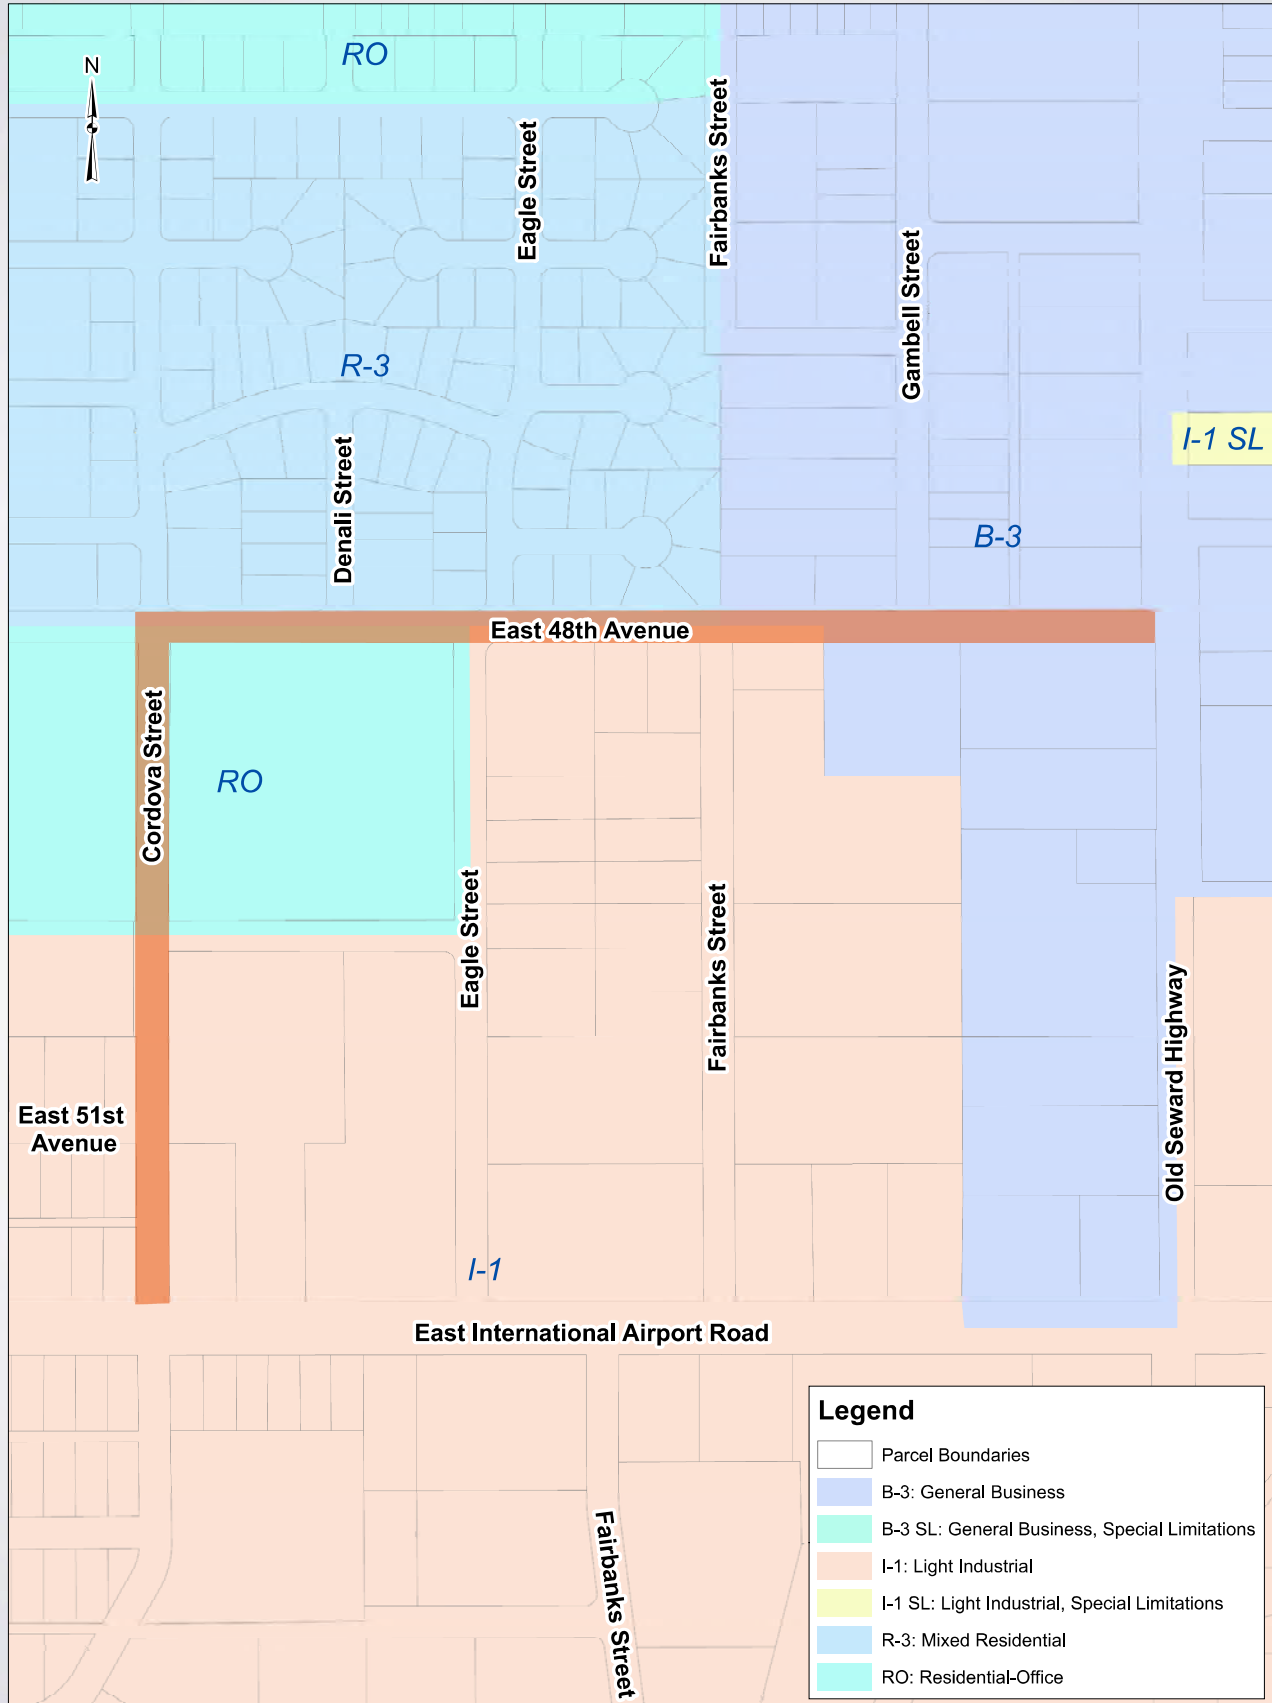 RO
N
Eagle Street
Fairbanks Street
Gambell Street
R-3
I-1 SL
Denali Street
B-3
East 48th Avenue
Cordova Street
RO
Eagle Street
Fairbanks Street
Old Seward Highway
East 51st
Avenue
I-1
East International Airport Road
Fairbanks Street
Legend
Parcel Boundaries
B-3: General Business
B-3 SL: General Business, Special Limitations
I-1: Light Industrial
I-1 SL: Light Industrial, Special Limitations
R-3: Mixed Residential
RO: Residential-Office